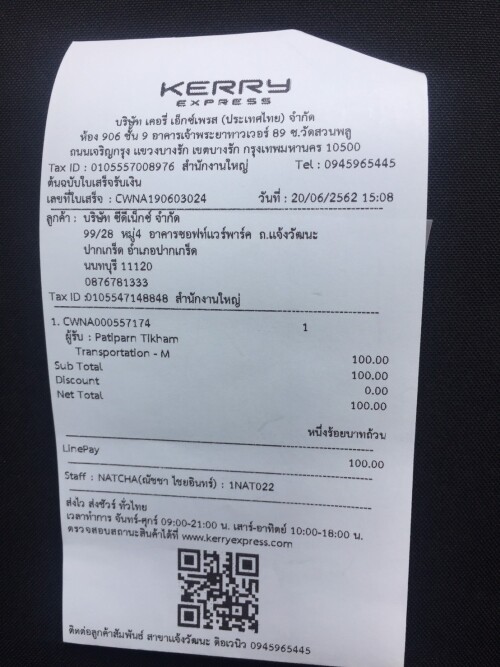 KERRY
EXPRESS
บริษัท เคอรี่ เอ็กซ์เพรส (ประเทศไทย) จำกัด
ห้อง 906 ชั้น 9 อาคารเจ้าพระยาทาวเวอร์ 89 ซ.วัดสวนพลู
ถนนเจริญกรุง แขวงบางรัก เขตบางรัก กรุงเทพมหานคร 10500
Tax ID : 0105557008976 สำนักงานใหญ่ Tel : 0945965445
ต้นฉบับใบเสร็จรับเงิน
เลขที่ใบเสร็จ : CWNA190603024 วันที่ : 20/06/2562 15:08
ลูกค้า : บริษัท ซีดีเน็กซ์ จำกัด
99/28 หมู่4 อาคารซอฟท์แวร์พาร์ค ถ.แจ้งวัฒนะ
ปากเกร็ด อำเภอปากเกร็ด
นนทบุรี 11120
0876781333
Tax ID :0105547148848 สำนักงานใหญ่
1. CWNA000557174 1
ผู้รับ : Patiparn Tikham
Transportation - M 100.00
Sub Total 100.00
Discount 0.00
Net Total 100.00
หนึ่งร้อยบาทถ้วน
LinePay 100.00
Staff : NATCHA(ณัชชา ไชยอินทร์) : 1NAT022
ส่งไว ส่งชัวร์ ทั่วไทย
เวลาทำการ จันทร์-ศุกร์ 09:00-21:00 น. เสาร์-อาทิตย์ 10:00-18:00 น.
ตรวจสอบสถานะสินค้าได้ที่ www.kerryexpress.com
ติดต่อลูกค้าสัมพันธ์ สาขาแจ้งวัฒนะ ดิอเวนิว 0945965445